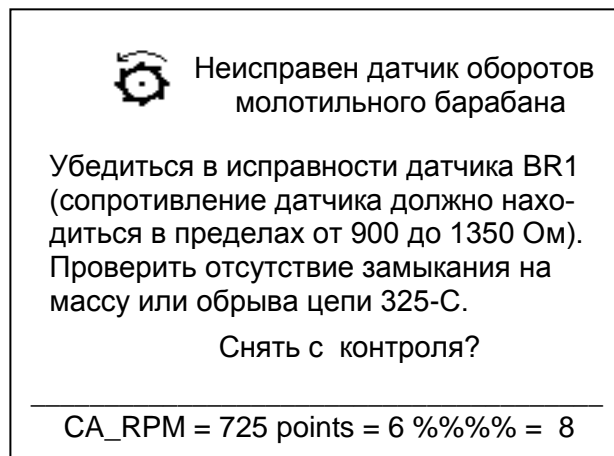 Неисправен датчик оборотов
молотильного барабана
Убедиться в исправности датчика BR1
(сопротивление датчика должно нахо-
диться в пределах от 900 до 1350 Ом).
Проверить отсутствие замыкания на
массу или обрыва цепи 325-С.
Снять с контроля?
CA_RPM = 725 points = 6 %%%% = 8